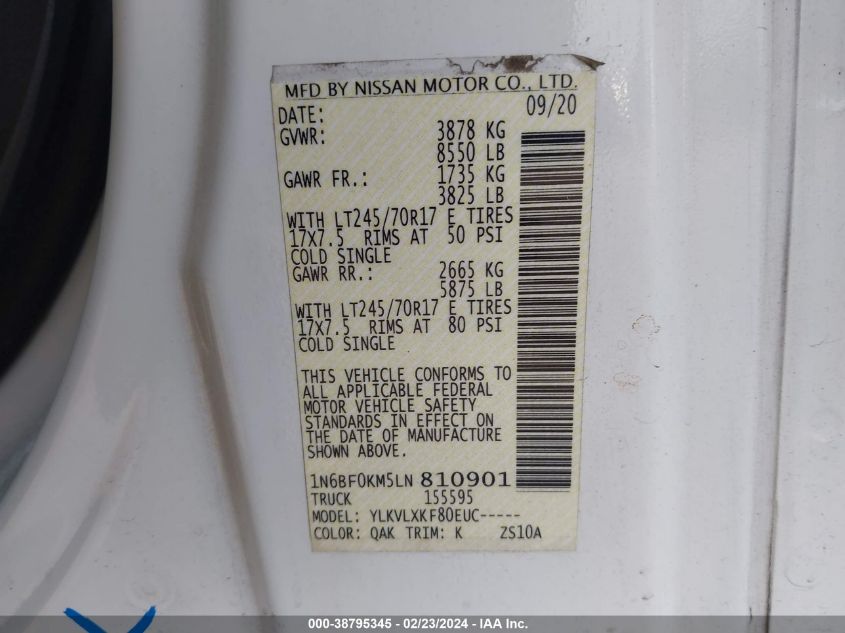 MFD BY NISSAN MOTOR CO., LTD.
DATE: 09/20
GVWR: 3878 KG
8550 LB
GAWR FR.: 1735 KG
3825 LB
WITH LT245/70R17 E TIRES
17X7.5 RIMS AT 50 PSI
COLD SINGLE
GAWR RR.: 2665 KG
5875 LB
WITH LT245/70R17 E TIRES
17X7.5 RIMS AT 80 PSI
COLD SINGLE
THIS VEHICLE CONFORMS TO
ALL APPLICABLE FEDERAL
MOTOR VEHICLE SAFETY
STANDARDS IN EFFECT ON
THE DATE OF MANUFACTURE
SHOWN ABOVE.
1N6BF0KM5LN 810901
TRUCK 155595
MODEL: YLKVLXKF80EUC-----
COLOR: QAK TRIM: K ZS10A
000-38795345 - 02/23/2024 - IAA Inc.